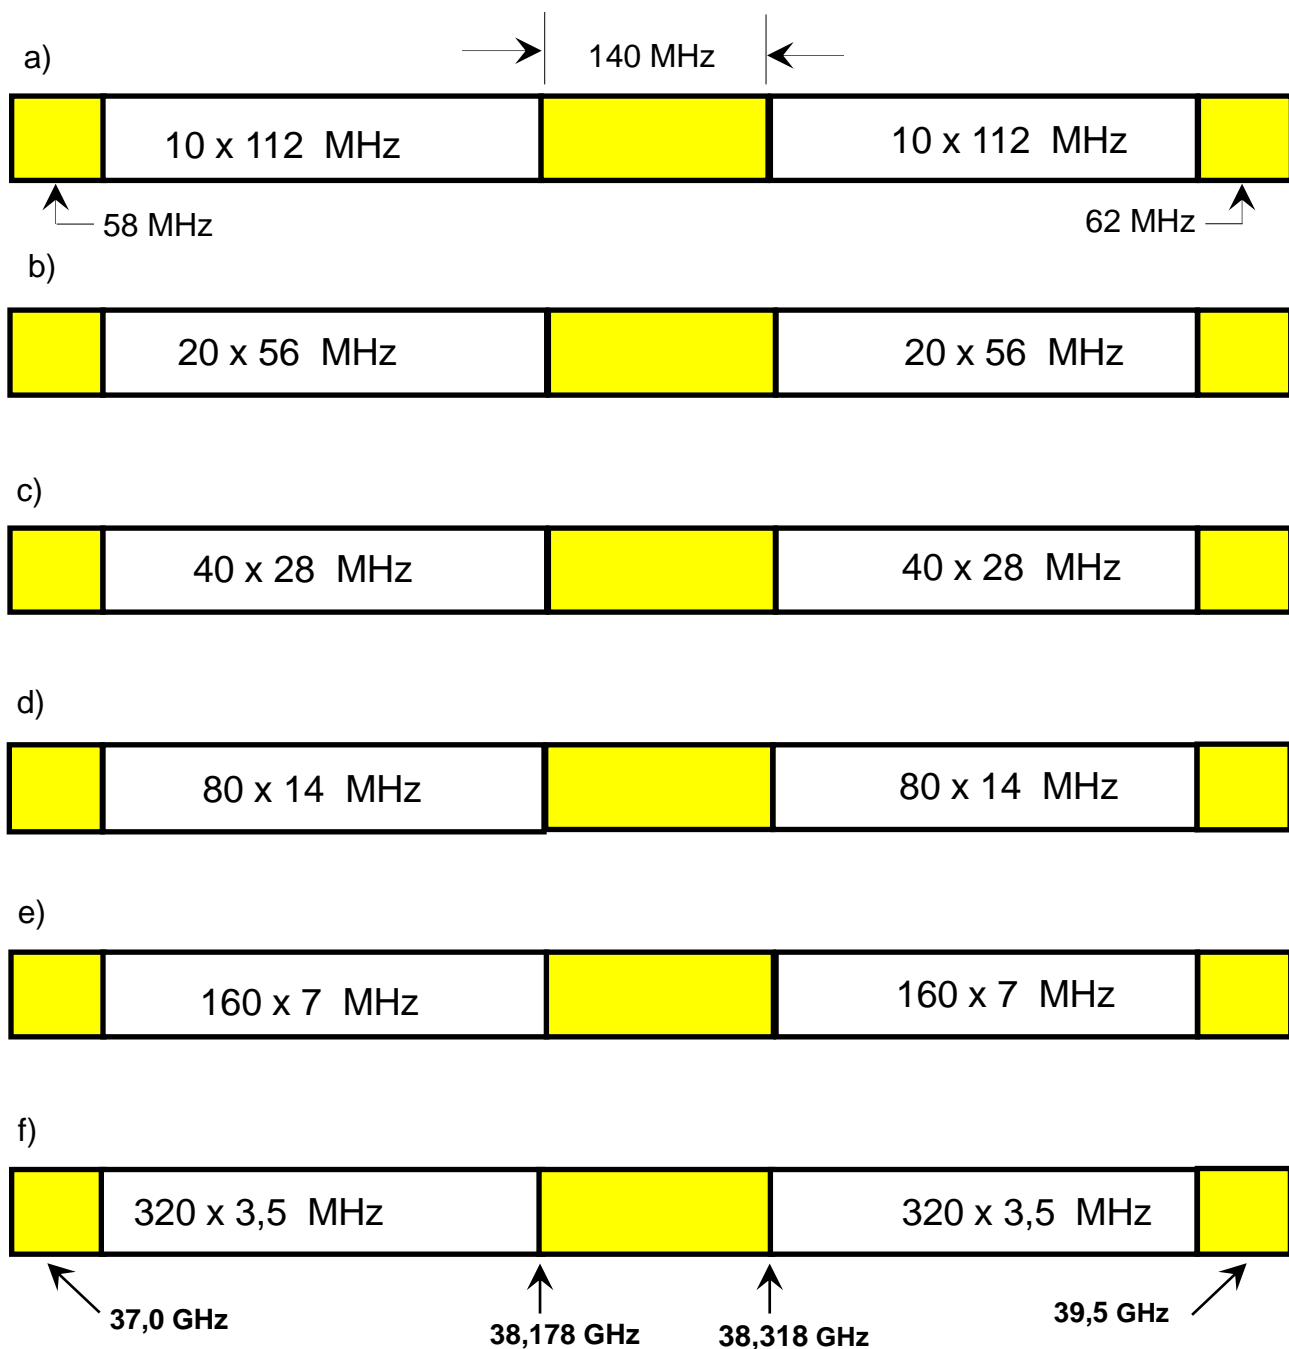 a)
140 MHz
10 x 112 MHz
10 x 112 MHz
58 MHz
62 MHz
b)
20 x 56 MHz
20 x 56 MHz
c)
40 x 28 MHz
40 x 28 MHz
d)
80 x 14 MHz
80 x 14 MHz
e)
160 x 7 MHz
160 x 7 MHz
f)
320 x 3,5 MHz
320 x 3,5 MHz
37,0 GHz
38,178 GHz
38,318 GHz
39,5 GHz